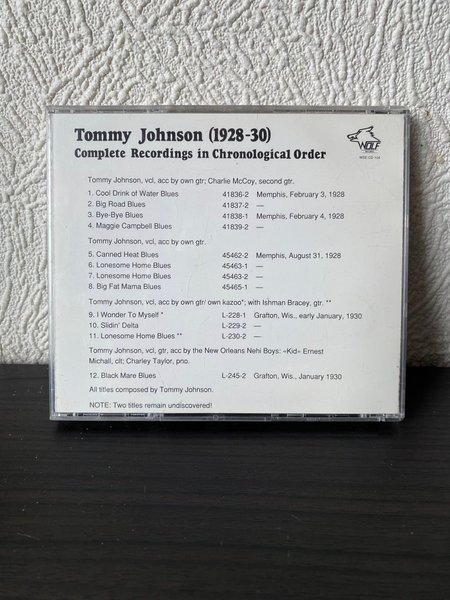 Tommy Johnson (1928-30)
Complete Recordings in Chronological Order
WOLF
RECORDS
WSE CD 104
Tommy Johnson, vcl, acc by own gtr; Charlie McCoy, second gtr.
1. Cool Drink of Water Blues 41836-2 Memphis, February 3, 1928
2. Big Road Blues 41837-2 —
3. Bye-Bye Blues 41838-1 Memphis, February 4, 1928
4. Maggie Campbell Blues 41839-2 —
Tommy Johnson, vcl, acc by own gtr.
5. Canned Heat Blues 45462-2 Memphis, August 31, 1928
6. Lonesome Home Blues 45463-1 —
7. Lonesome Home Blues 45463-2 —
8. Big Fat Mama Blues 45465-1 —
Tommy Johnson, vcl, acc by own gtr/ own kazoo*; with Ishman Bracey, gtr. **
9. I Wonder To Myself * L-228-1 Grafton, Wis., early January, 1930
10. Slidin' Delta L-229-2 —
11. Lonesome Home Blues ** L-230-2 —
Tommy Johnson, vcl, gtr, acc by the New Orleans Nehi Boys: «Kid» Ernest
Michall, clt; Charley Taylor, pno.
12. Black Mare Blues L-245-2 Grafton, Wis., January 1930
All titles composed by Tommy Johnson.
NOTE: Two titles remain undiscovered!